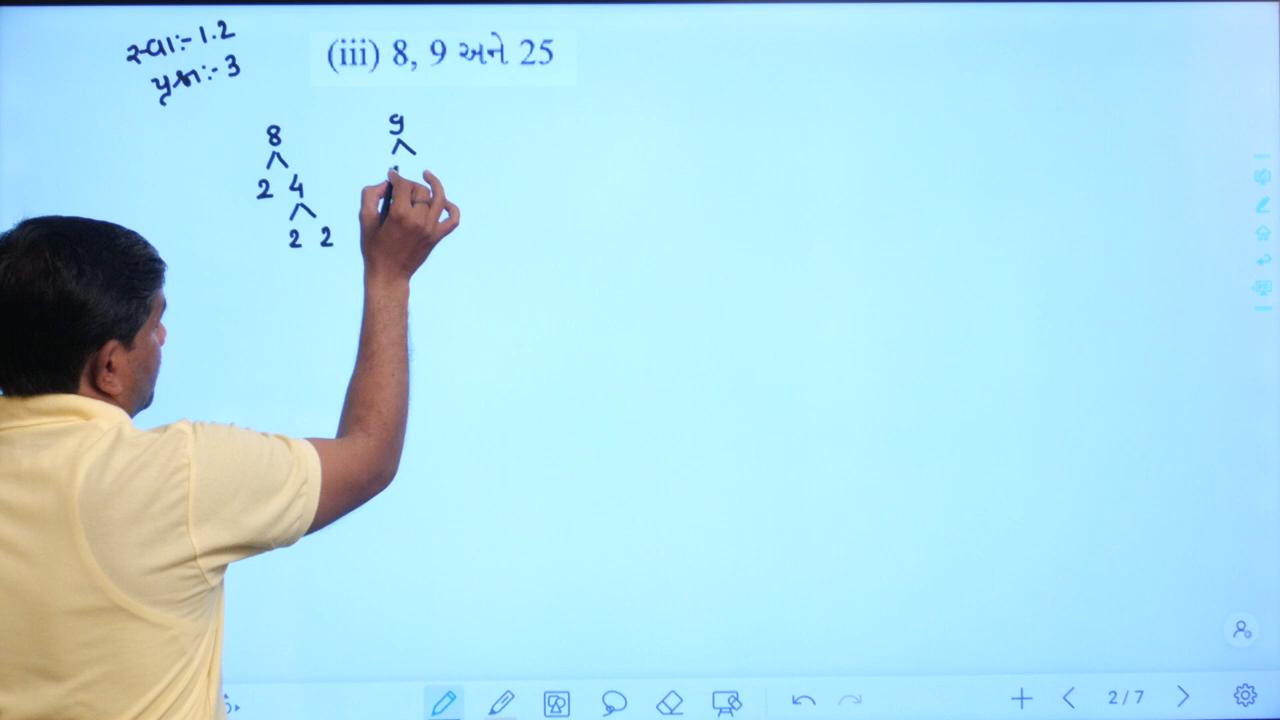 સ્વા:- 1.2
પ્રશ્ન:- 3
(iii) 8, 9 અને 25
8 9
2 4
2 2
2 / 7